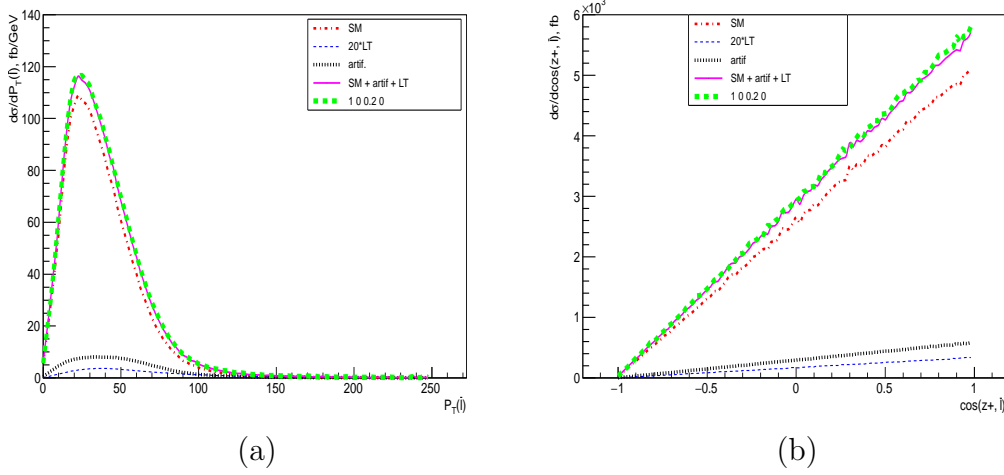 dσ/dP_T(l̂), fb/GeV
140
120
100
80
60
40
20
0
0 50 100 150 200 250
P_T(l̂)
SM
20*LT
artif.
SM + artif + LT
1 0 0.2 0
(a)
×10³
dσ/dcos(z+, l̂), fb
6
5
4
3
2
1
0
−1 −0.5 0 0.5 1
cos(z+, l̂)
SM
20*LT
artif
SM + artif + LT
1 0 0.2 0
(b)